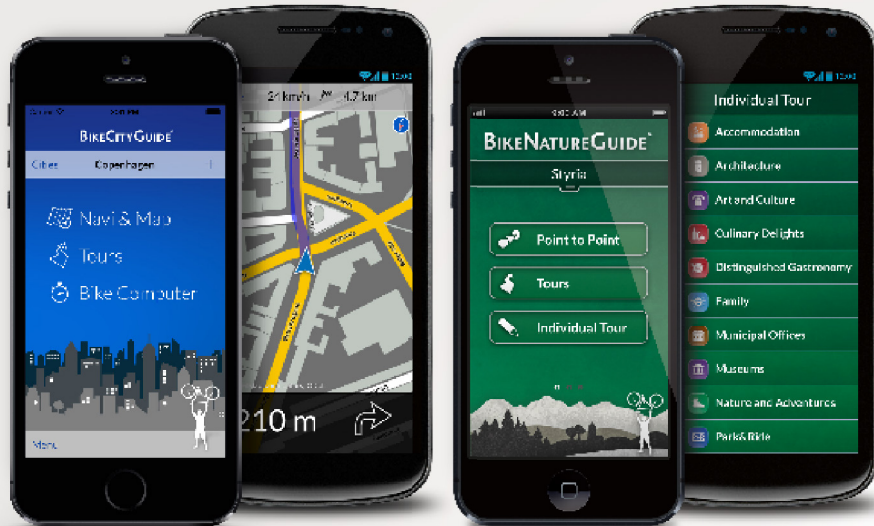 BIKECITYGUIDE
Cities
Copenhagen
Navi & Map
Tours
Bike Computer
Menu
24 km/h
4.7 km
210 m
BIKENATUREGUIDE
Styria
Point to Point
Tours
Individual Tour
Individual Tour
Accommodation
Architecture
Art and Culture
Culinary Delights
Distinguished Gastronomy
Family
Municipal Offices
Museums
Nature and Adventures
Park& Ride